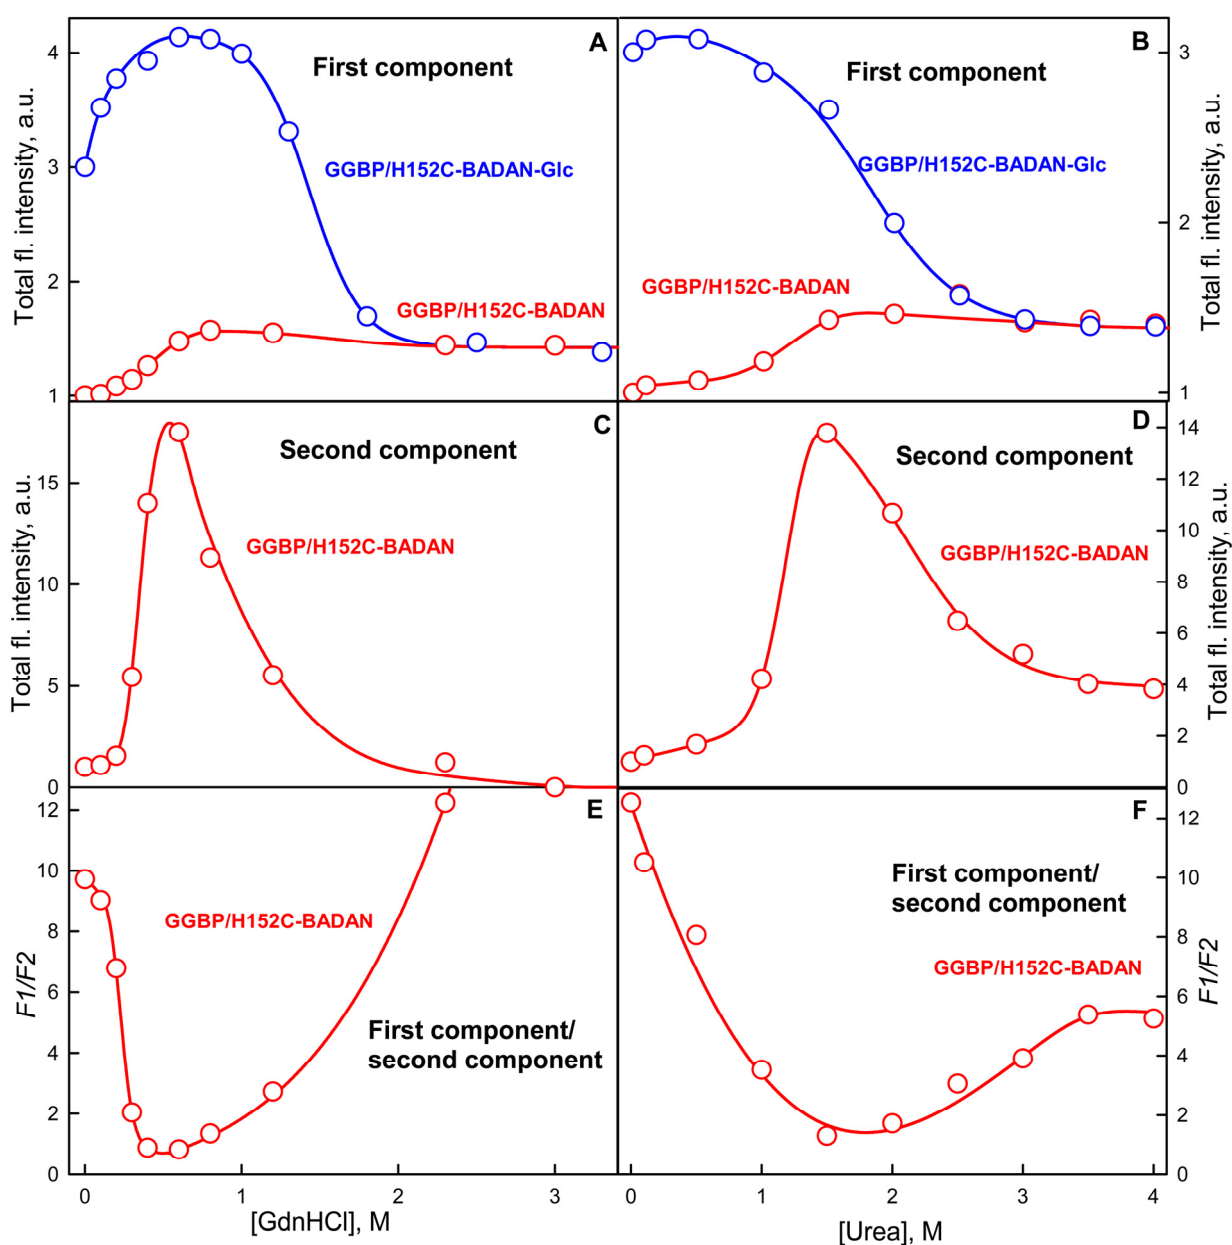 A
First component
GGBP/H152C-BADAN-Glc
GGBP/H152C-BADAN
Total fl. intensity, a.u.
4
3
2
1
B
First component
GGBP/H152C-BADAN-Glc
GGBP/H152C-BADAN
Total fl. intensity, a.u.
3
2
1
C
Second component
GGBP/H152C-BADAN
Total fl. intensity, a.u.
15
10
5
0
D
Second component
GGBP/H152C-BADAN
Total fl. intensity, a.u.
14
12
10
8
6
4
2
0
E
GGBP/H152C-BADAN
First component/
second component
F1/F2
12
10
8
6
4
2
0
0 1 2 3
[GdnHCl], M
F
First component/
second component
GGBP/H152C-BADAN
F1/F2
12
10
8
6
4
2
0
0 1 2 3 4
[Urea], M